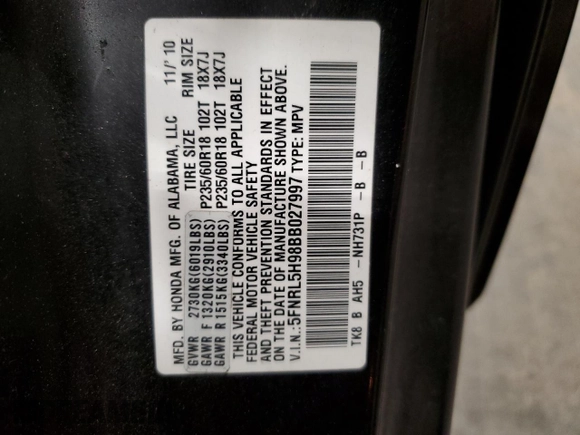 MFD. BY HONDA MFG. OF ALABAMA, LLC 11/'10
TIRE SIZE RIM SIZE
GVWR 2730KG(6019LBS)
GAWR F 1320KG(2910LBS) P235/60R18 102T 18X7J
GAWR R 1515KG(3340LBS) P235/60R18 102T 18X7J
THIS VEHICLE CONFORMS TO ALL APPLICABLE
FEDERAL MOTOR VEHICLE SAFETY
AND THEFT PREVENTION STANDARDS IN EFFECT
ON THE DATE OF MANUFACTURE SHOWN ABOVE.
V.I.N.:5FNRL5H98BB027997 TYPE: MPV
TK8 B AH5 -NH731P -B -B